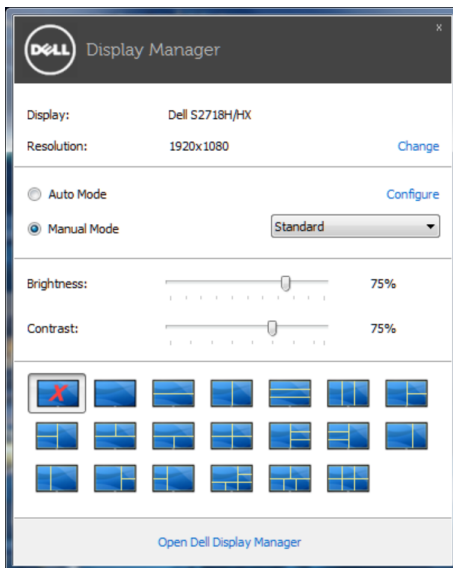 x
DELL Display Manager
Display: Dell S2718H/HX
Resolution: 1920x1080 Change
Auto Mode Configure
Manual Mode Standard
Brightness: 75%
Contrast: 75%
X
Open Dell Display Manager